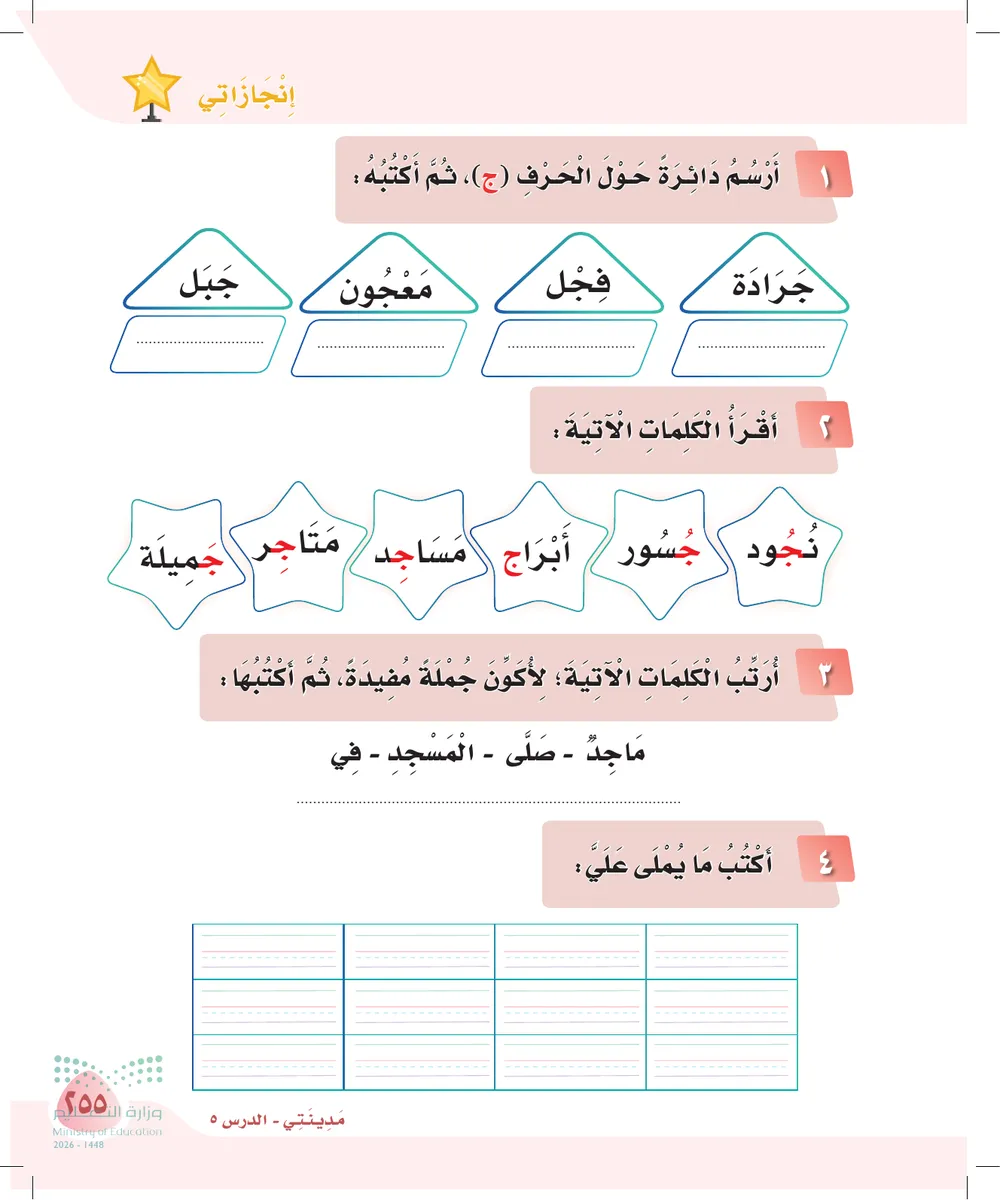 إِنْجَازَاتِي
١ أَرْسُمُ دَائِرَةً حَوْلَ الْحَرْفِ (ج)، ثُمَّ أَكْتُبُهُ:
جَرَادَة فِجْل مَعْجُون جَبَل
٢ أَقْرَأُ الْكَلِمَاتِ الْآتِيَةَ:
نُجُود جُسُور أَبْرَاج مَسَاجِد مَتَاجِر جَمِيلَة
٣ أُرَتِّبُ الْكَلِمَاتِ الْآتِيَةَ؛ لِأُكَوِّنَ جُمْلَةً مُفِيدَةً، ثُمَّ أَكْتُبُهَا:
مَاجِدٌ - صَلَّى - الْمَسْجِدِ - فِي
٤ أَكْتُبُ مَا يُمْلَى عَلَيَّ:
مَدِينَتِي - الدرس ٥
٢٥٥
وزارة التعليم
Ministry of Education
2026 - 1448